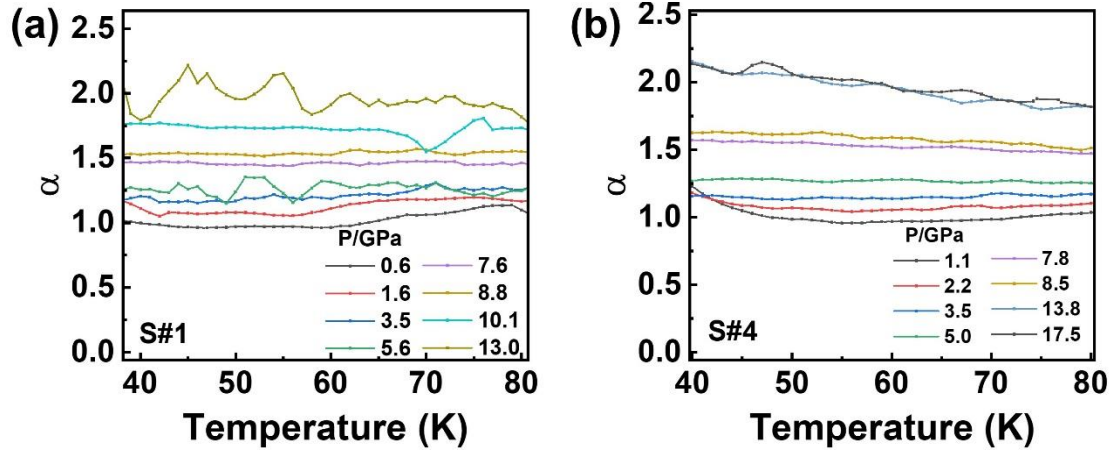 (a)
2.5
2.0
1.5
1.0
0.5
0.0
α
P/GPa
0.6 7.6
1.6 8.8
3.5 10.1
5.6 13.0
S#1
40 50 60 70 80
Temperature (K)
(b)
2.5
2.0
1.5
1.0
0.5
0.0
α
P/GPa
1.1 7.8
2.2 8.5
3.5 13.8
5.0 17.5
S#4
40 50 60 70 80
Temperature (K)